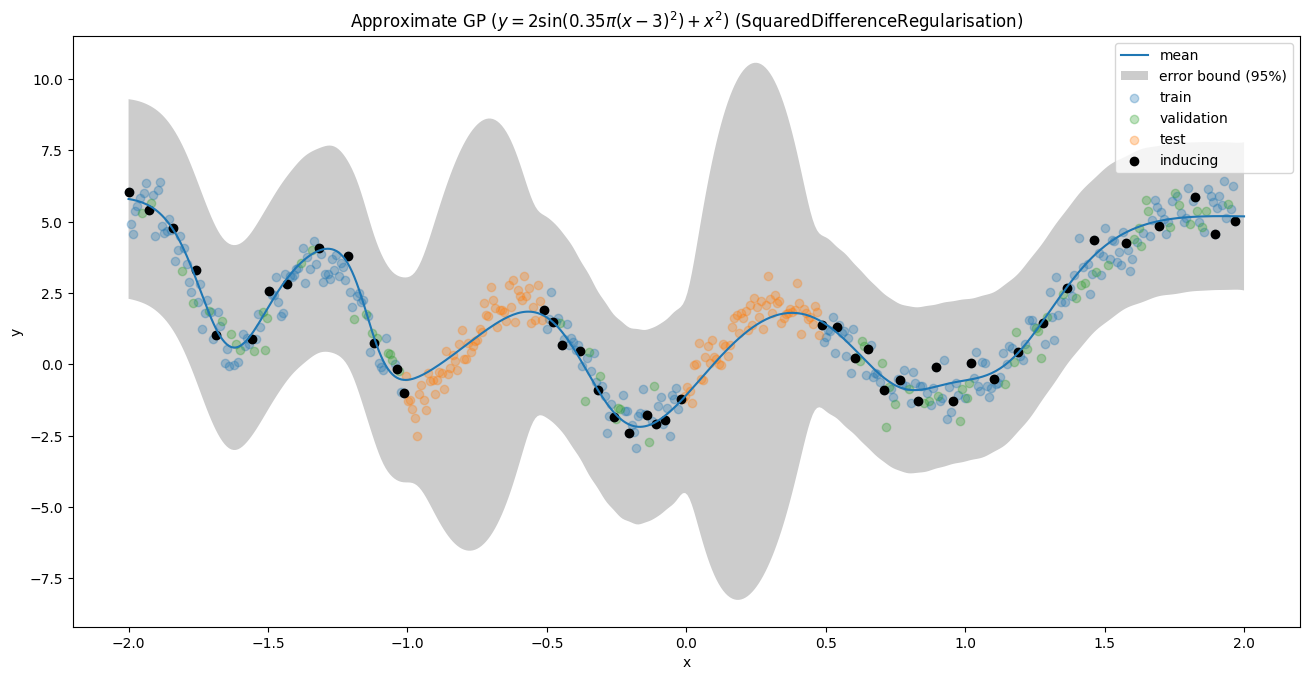 Approximate GP (y = 2sin(0.35π(x − 3)²) + x²) (SquaredDifferenceRegularisation)
mean
error bound (95%)
train
validation
test
inducing
10.0
7.5
5.0
2.5
0.0
−2.5
−5.0
−7.5
y
−2.0 −1.5 −1.0 −0.5 0.0 0.5 1.0 1.5 2.0
x